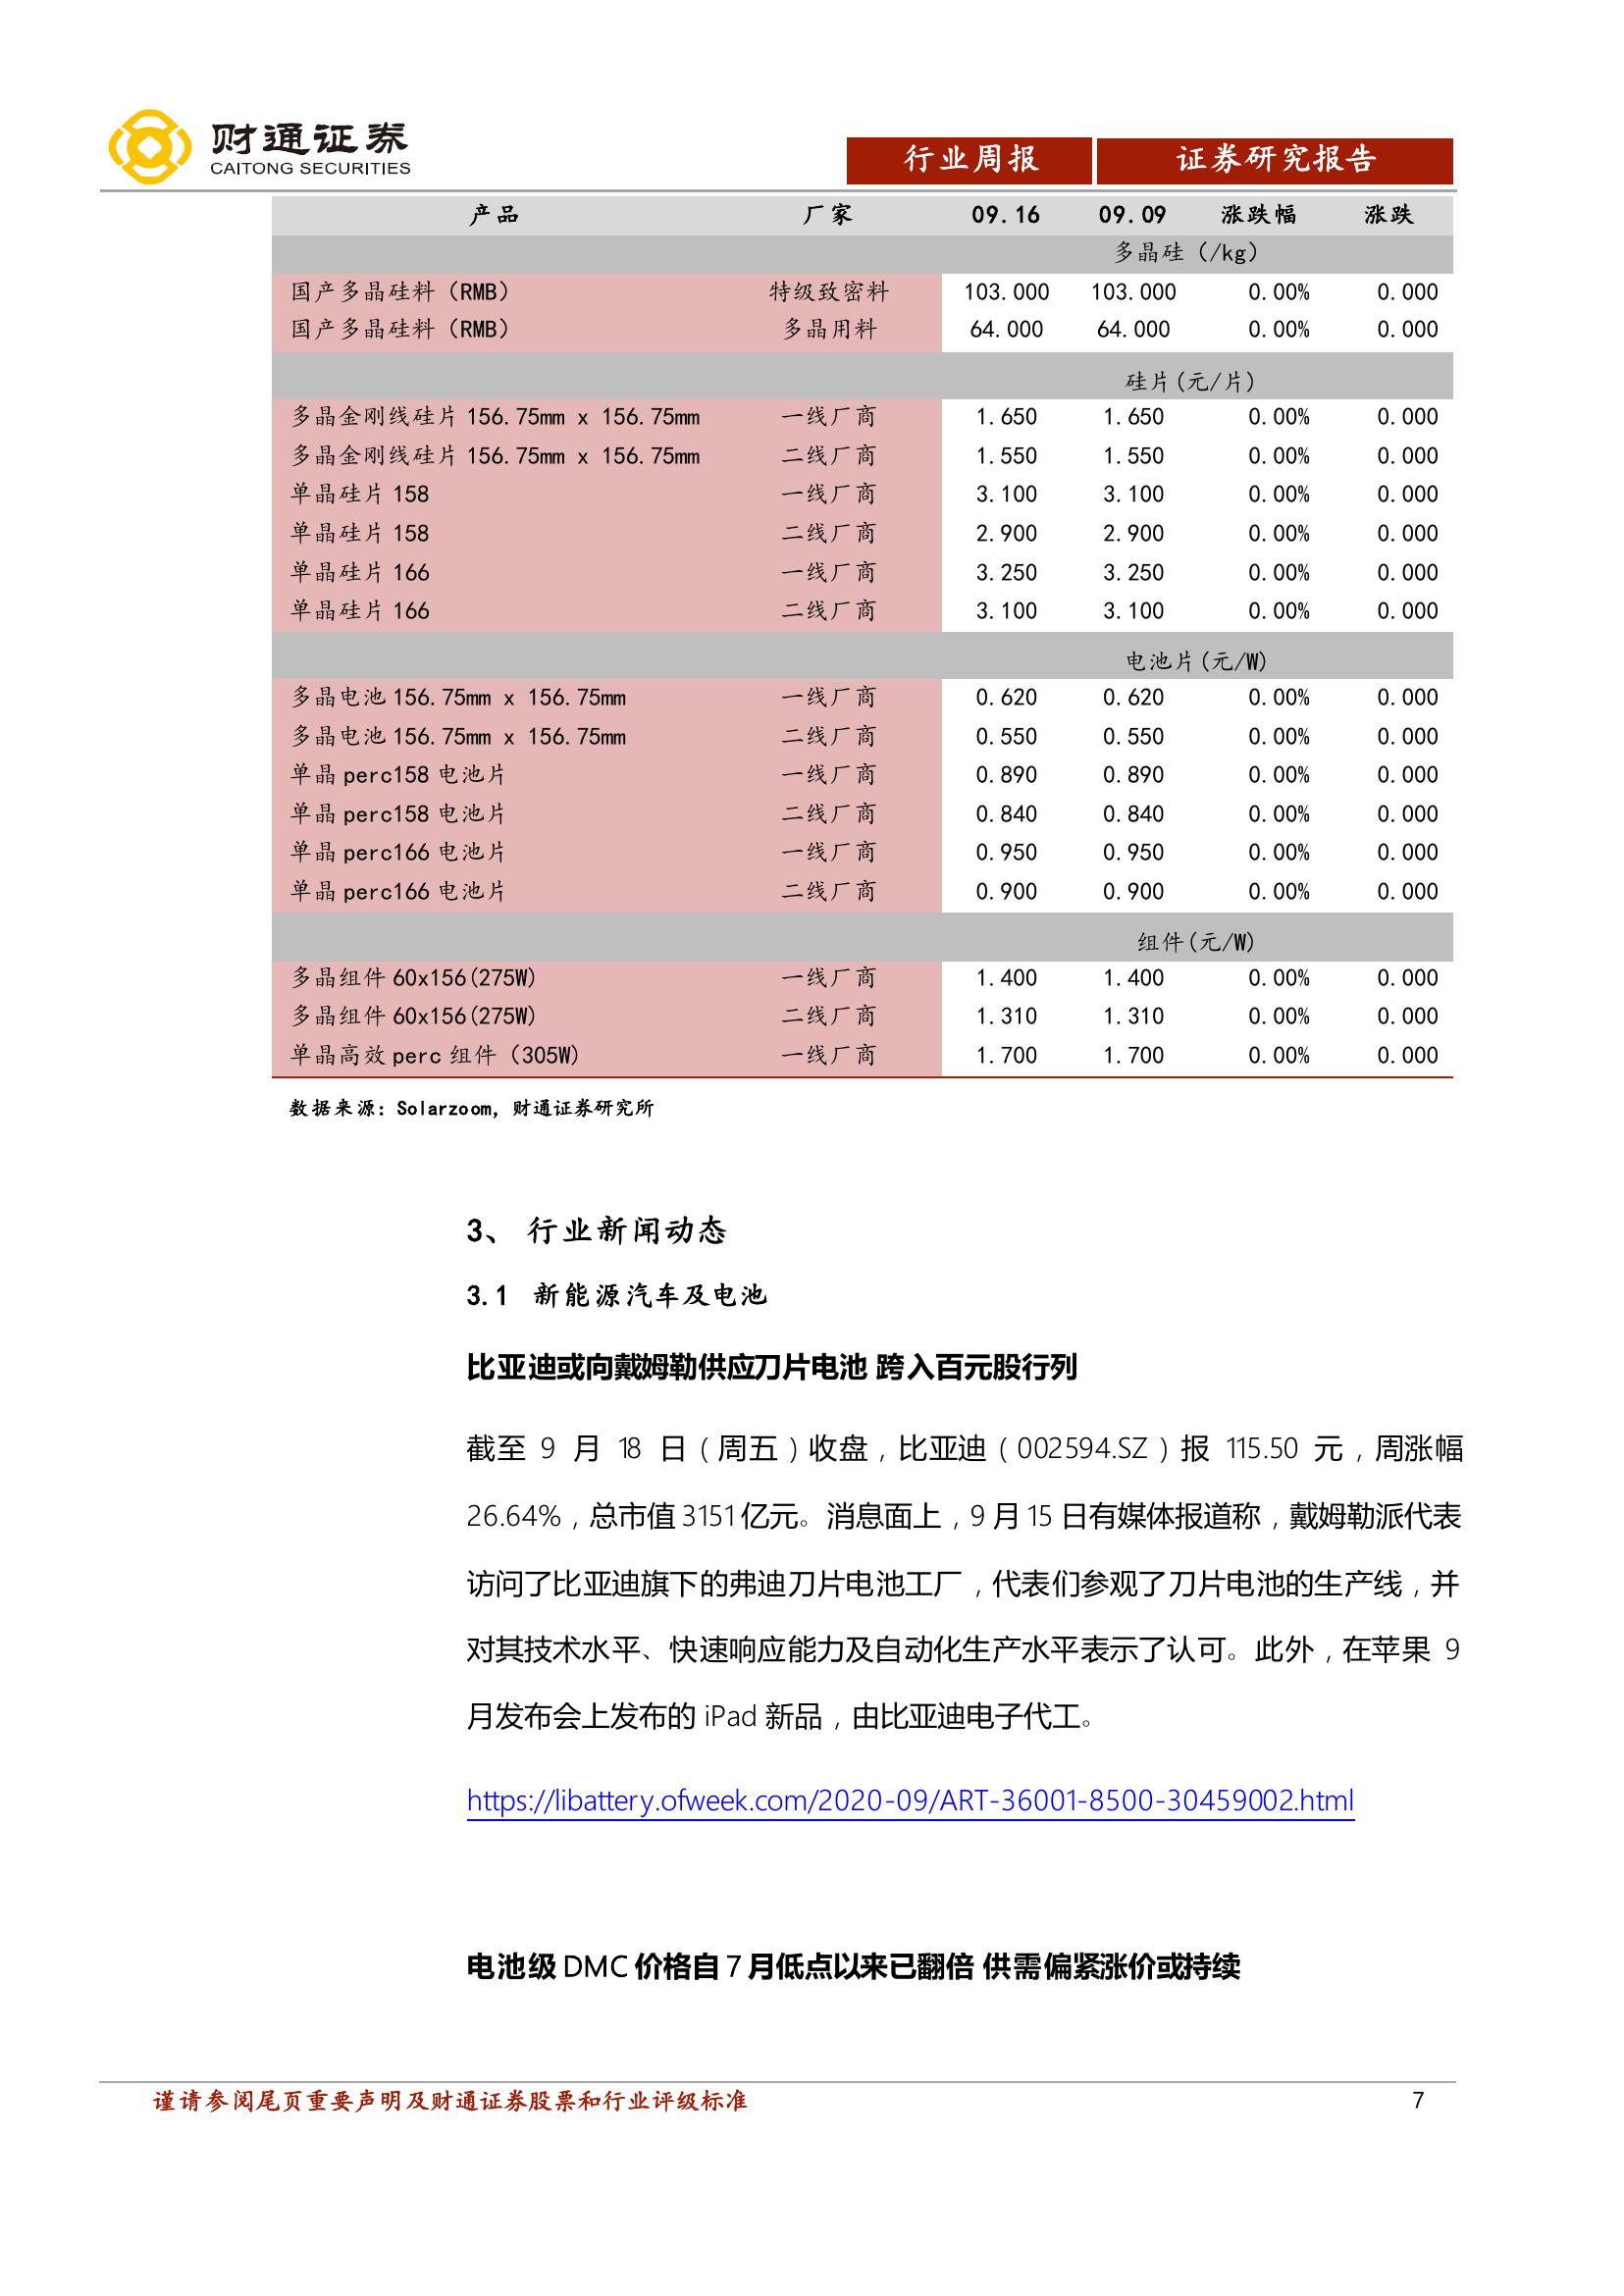 财通证券
CAITONG SECURITIES
行业周报 证券研究报告
产品 厂家 09.16 09.09 涨跌幅 涨跌
多晶硅（/kg）
国产多晶硅料（RMB） 特级致密料 103.000 103.000 0.00% 0.000
国产多晶硅料（RMB） 多晶用料 64.000 64.000 0.00% 0.000
硅片(元/片)
多晶金刚线硅片 156.75mm x 156.75mm 一线厂商 1.650 1.650 0.00% 0.000
多晶金刚线硅片 156.75mm x 156.75mm 二线厂商 1.550 1.550 0.00% 0.000
单晶硅片 158 一线厂商 3.100 3.100 0.00% 0.000
单晶硅片 158 二线厂商 2.900 2.900 0.00% 0.000
单晶硅片 166 一线厂商 3.250 3.250 0.00% 0.000
单晶硅片 166 二线厂商 3.100 3.100 0.00% 0.000
电池片(元/W)
多晶电池 156.75mm x 156.75mm 一线厂商 0.620 0.620 0.00% 0.000
多晶电池 156.75mm x 156.75mm 二线厂商 0.550 0.550 0.00% 0.000
单晶 perc158 电池片 一线厂商 0.890 0.890 0.00% 0.000
单晶 perc158 电池片 二线厂商 0.840 0.840 0.00% 0.000
单晶 perc166 电池片 一线厂商 0.950 0.950 0.00% 0.000
单晶 perc166 电池片 二线厂商 0.900 0.900 0.00% 0.000
组件(元/W)
多晶组件 60x156(275W) 一线厂商 1.400 1.400 0.00% 0.000
多晶组件 60x156(275W) 二线厂商 1.310 1.310 0.00% 0.000
单晶高效 perc 组件（305W） 一线厂商 1.700 1.700 0.00% 0.000
数据来源：Solarzoom，财通证券研究所
3、 行业新闻动态
3.1 新能源汽车及电池
比亚迪或向戴姆勒供应刀片电池 跨入百元股行列
截至 9 月 18 日（周五）收盘，比亚迪（002594.SZ）报 115.50 元，周涨幅
26.64%，总市值 3151 亿元。消息面上，9 月 15 日有媒体报道称，戴姆勒派代表
访问了比亚迪旗下的弗迪刀片电池工厂，代表们参观了刀片电池的生产线，并
对其技术水平、快速响应能力及自动化生产水平表示了认可。此外，在苹果 9
月发布会上发布的 iPad 新品，由比亚迪电子代工。
https://libattery.ofweek.com/2020-09/ART-36001-8500-30459002.html
电池级 DMC 价格自 7 月低点以来已翻倍 供需偏紧涨价或持续
谨请参阅尾页重要声明及财通证券股票和行业评级标准 7